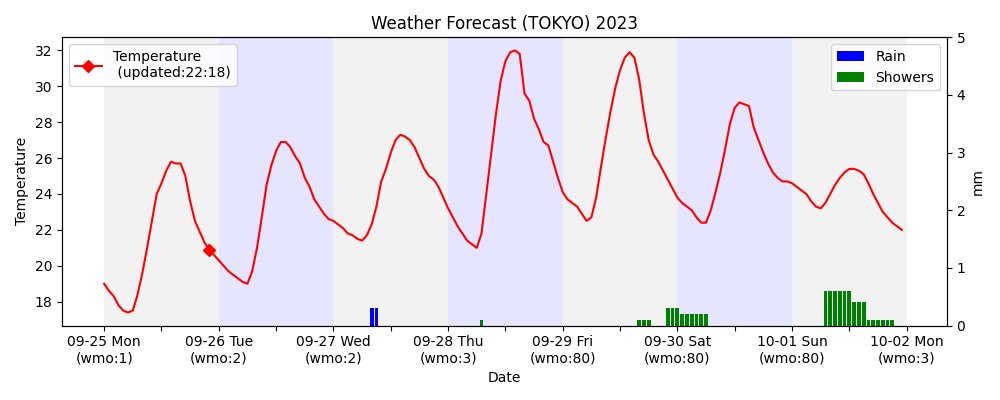 Weather Forecast (TOKYO) 2023
Temperature
(updated:22:18)
Rain
Showers
Temperature
32
30
28
26
24
22
20
18
5
4
3
2
1
0
mm
09-25 Mon 09-26 Tue 09-27 Wed 09-28 Thu 09-29 Fri 09-30 Sat 10-01 Sun 10-02 Mon
(wmo:1) (wmo:2) (wmo:2) (wmo:3) (wmo:80) (wmo:80) (wmo:80) (wmo:3)
Date